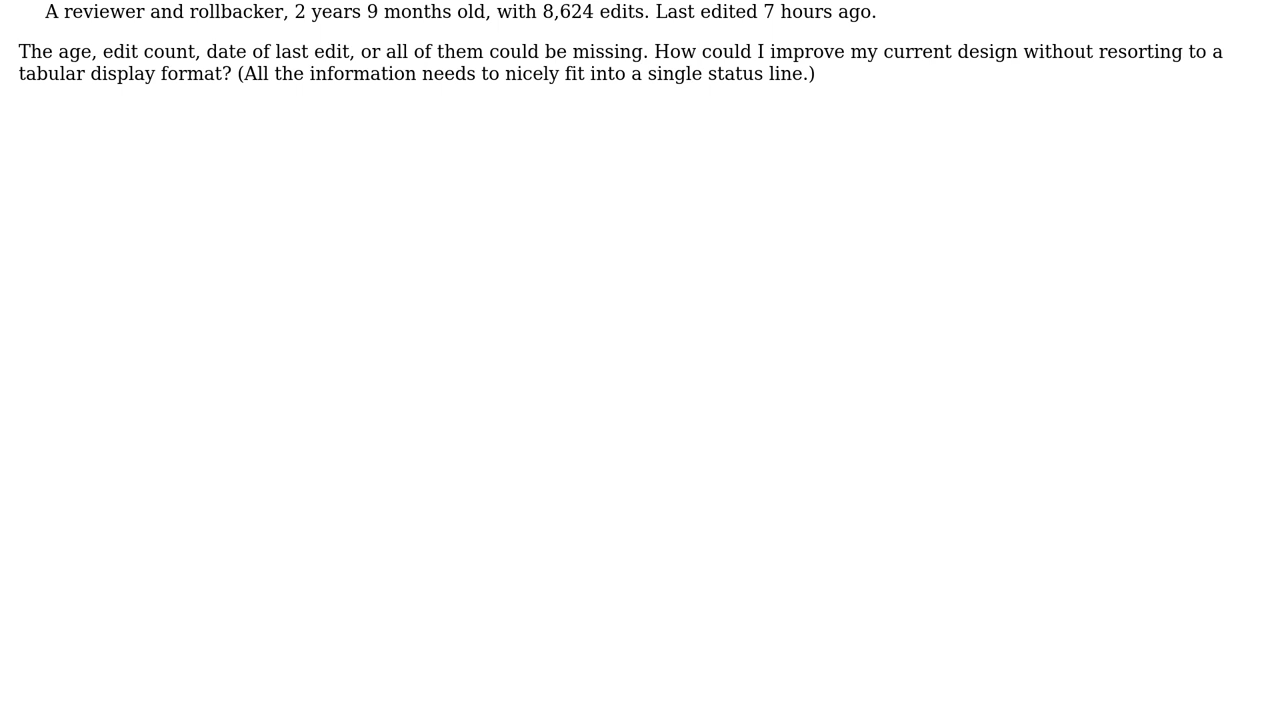 A reviewer and rollbacker, 2 years 9 months old, with 8,624 edits. Last edited 7 hours ago.
The age, edit count, date of last edit, or all of them could be missing. How could I improve my current design without resorting to a
tabular display format? (All the information needs to nicely fit into a single status line.)